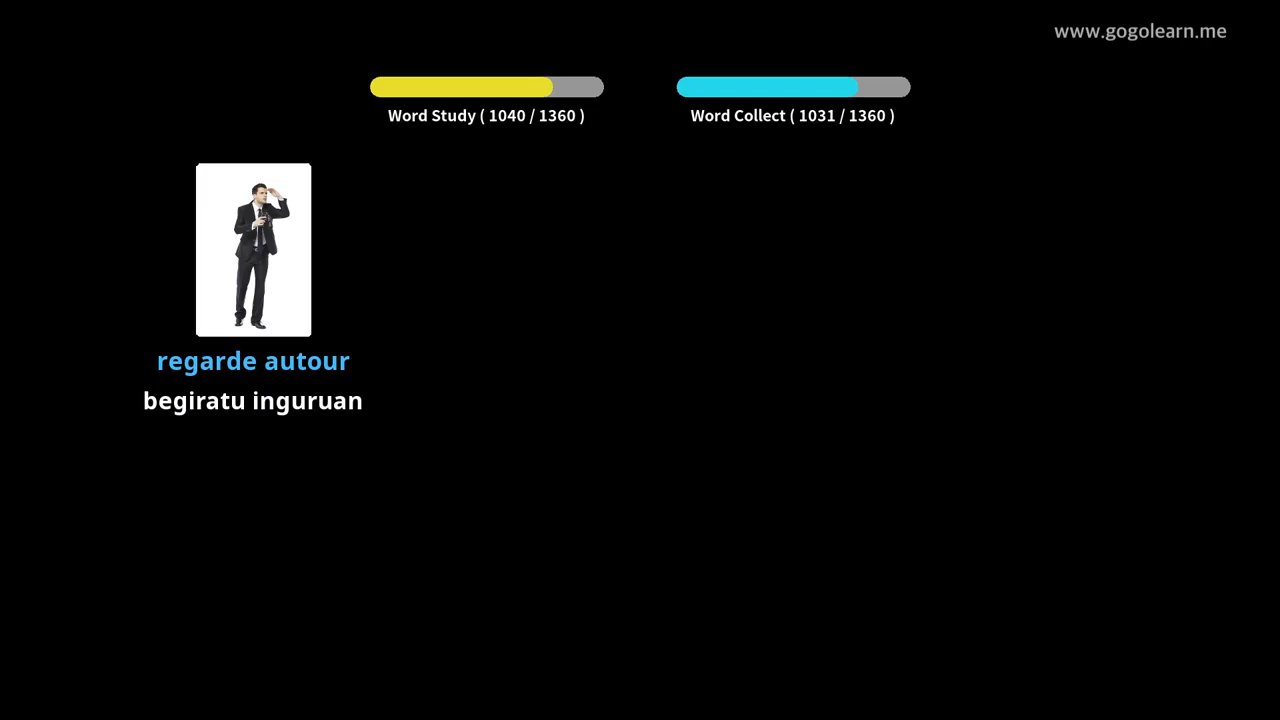 www.gogolearn.me
Word Study ( 1040 / 1360 )
Word Collect ( 1031 / 1360 )
regarde autour
begiratu inguruan